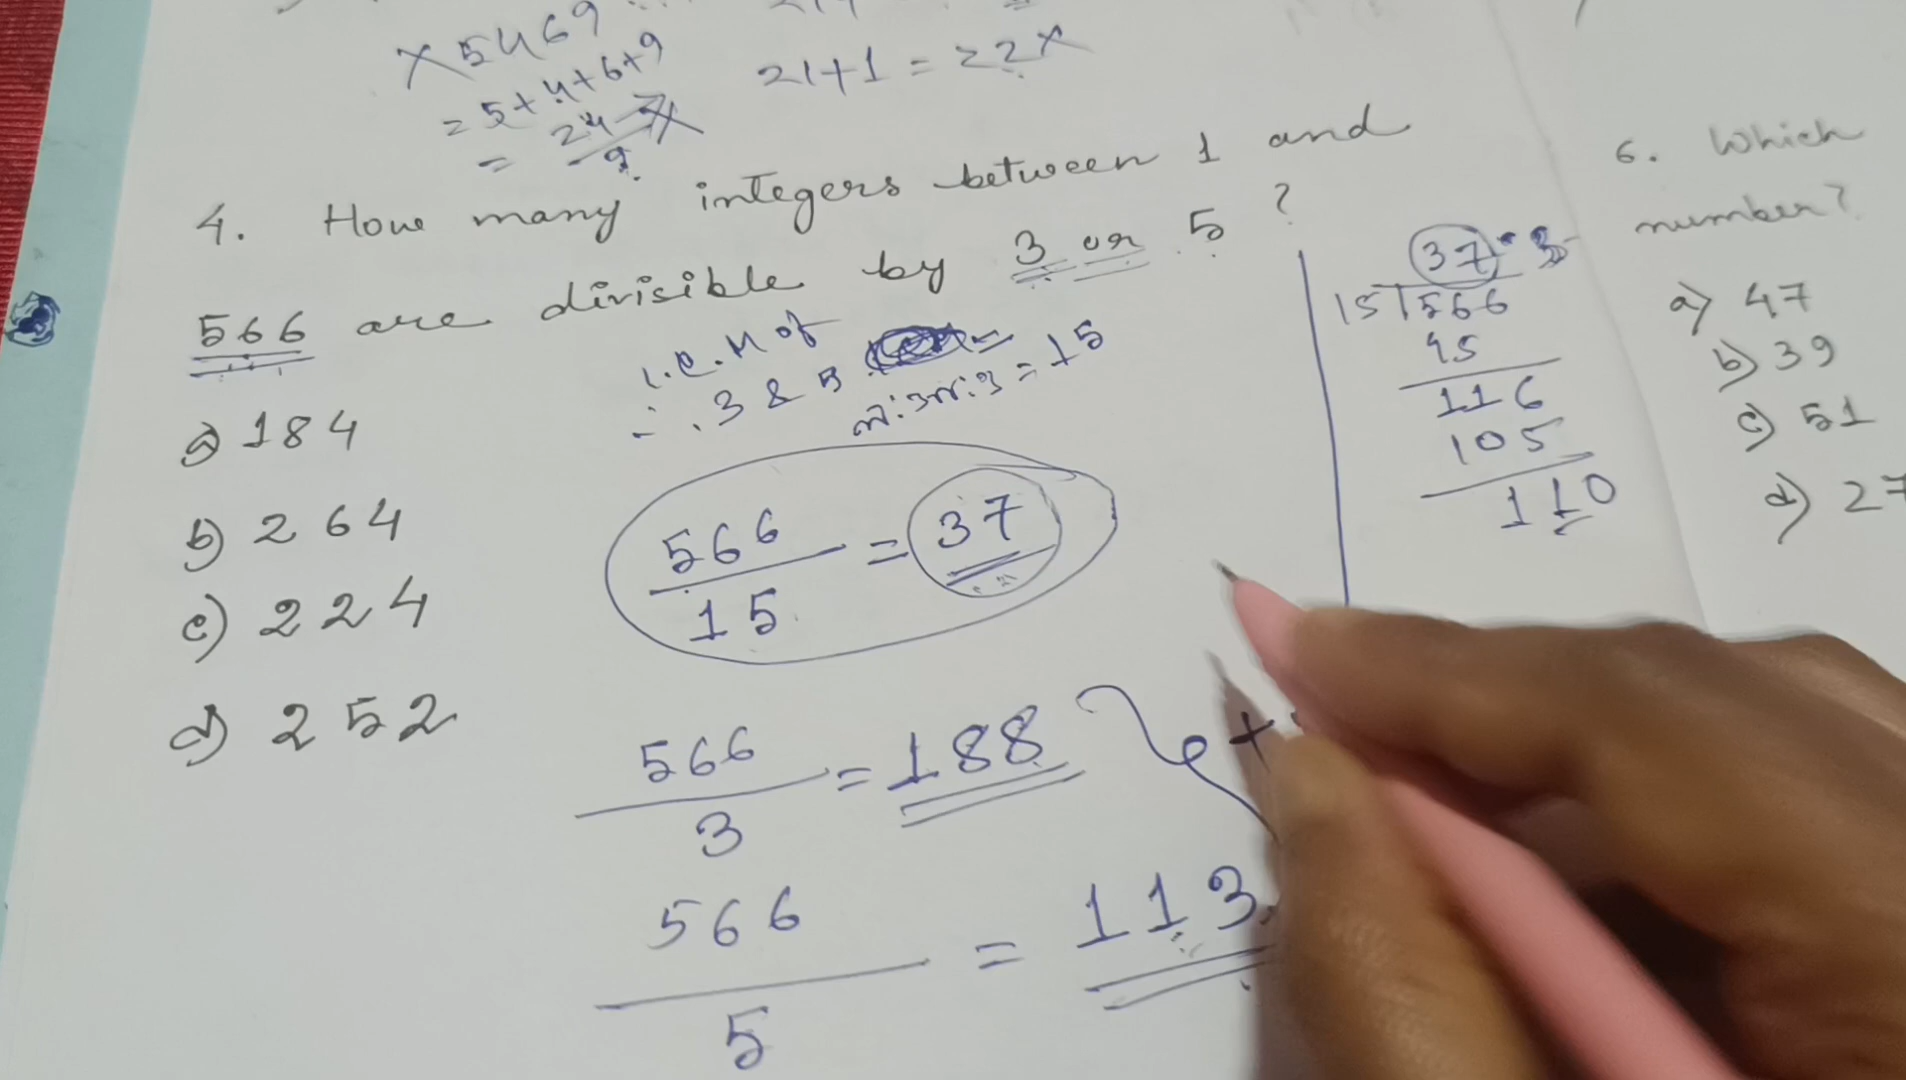 × 5469
= 5+4+6+9
= 24
9
21+1 = 22 ×
4. How many integers between 1 and
566 are divisible by 3 or 5 ?
a) 184
b) 264
c) 224
d) 252
L.C.M of
3 & 5
= 15
566
15
= 37
566
3
= 188
566
5
= 113
+
37
15 566
45
116
105
110
6. Which
number?
a) 47
b) 39
c) 51
d) 27